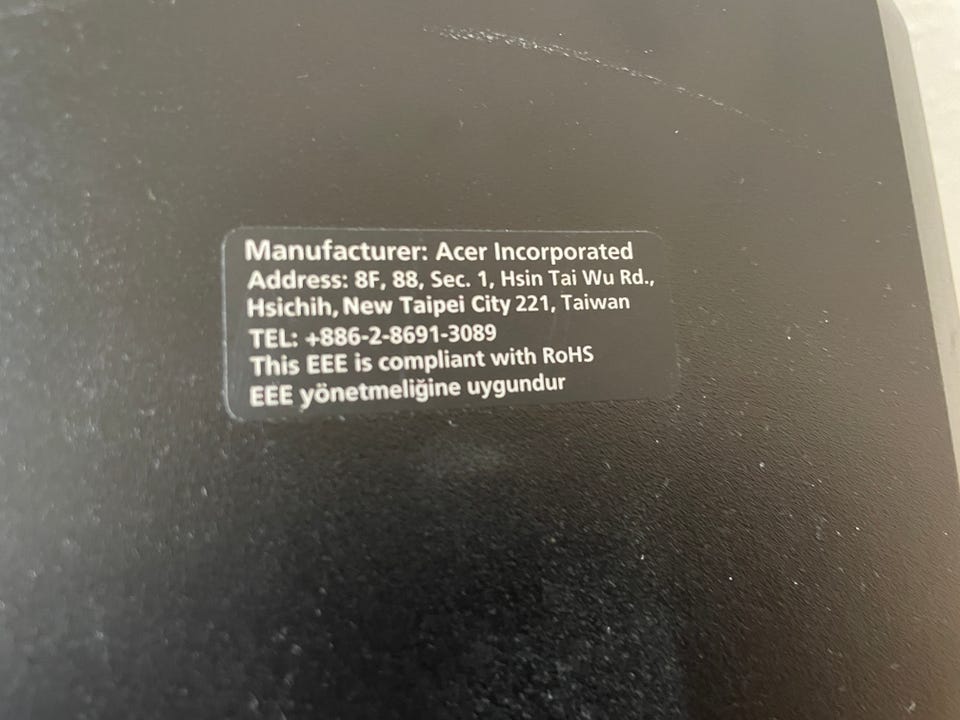 Manufacturer: Acer Incorporated
Address: 8F, 88, Sec. 1, Hsin Tai Wu Rd.,
Hsichih, New Taipei City 221, Taiwan
TEL: +886-2-8691-3089
This EEE is compliant with RoHS
EEE yönetmeliğine uygundur